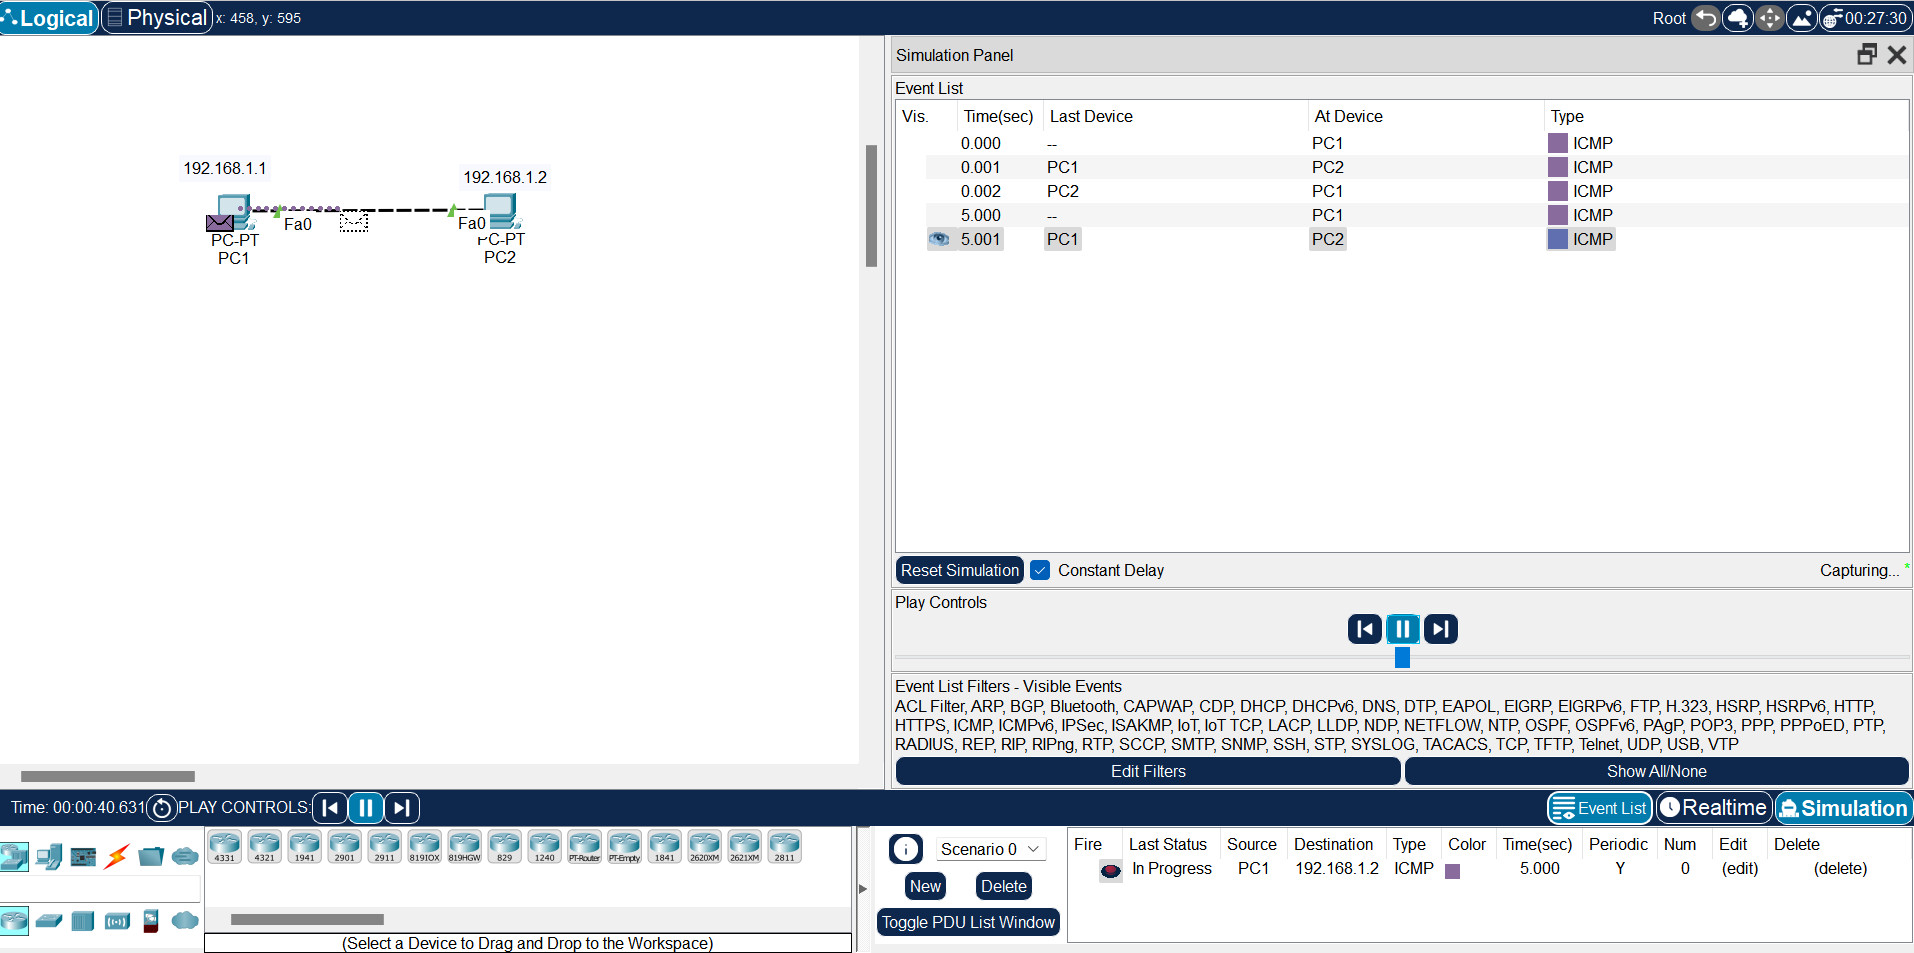 Logical Physical x: 458, y: 595 Root 00:27:30
Simulation Panel
Event List
Vis. Time(sec) Last Device At Device Type
0.000 -- PC1 ICMP
0.001 PC1 PC2 ICMP
0.002 PC2 PC1 ICMP
5.000 -- PC1 ICMP
5.001 PC1 PC2 ICMP
192.168.1.1
192.168.1.2
Fa0
Fa0
PC-PT
PC1
PC-PT
PC2
Reset Simulation Constant Delay Capturing... *
Play Controls
Event List Filters - Visible Events
ACL Filter, ARP, BGP, Bluetooth, CAPWAP, CDP, DHCP, DHCPv6, DNS, DTP, EAPOL, EIGRP, EIGRPv6, FTP, H.323, HSRP, HSRPv6, HTTP,
HTTPS, ICMP, ICMPv6, IPSec, ISAKMP, IoT, IoT TCP, LACP, LLDP, NDP, NETFLOW, NTP, OSPF, OSPFv6, PAgP, POP3, PPP, PPPoED, PTP,
RADIUS, REP, RIP, RIPng, RTP, SCCP, SMTP, SNMP, SSH, STP, SYSLOG, TACACS, TCP, TFTP, Telnet, UDP, USB, VTP
Edit Filters Show All/None
Time: 00:00:40.631 PLAY CONTROLS: Event List Realtime Simulation
4331 4321 1941 2901 2911 819IOX 819HGW 829 1240 PT-Router PT-Empty 1841 2620XM 2621XM 2811
(Select a Device to Drag and Drop to the Workspace)
Scenario 0
New Delete
Toggle PDU List Window
Fire Last Status Source Destination Type Color Time(sec) Periodic Num Edit Delete
In Progress PC1 192.168.1.2 ICMP 5.000 Y 0 (edit) (delete)